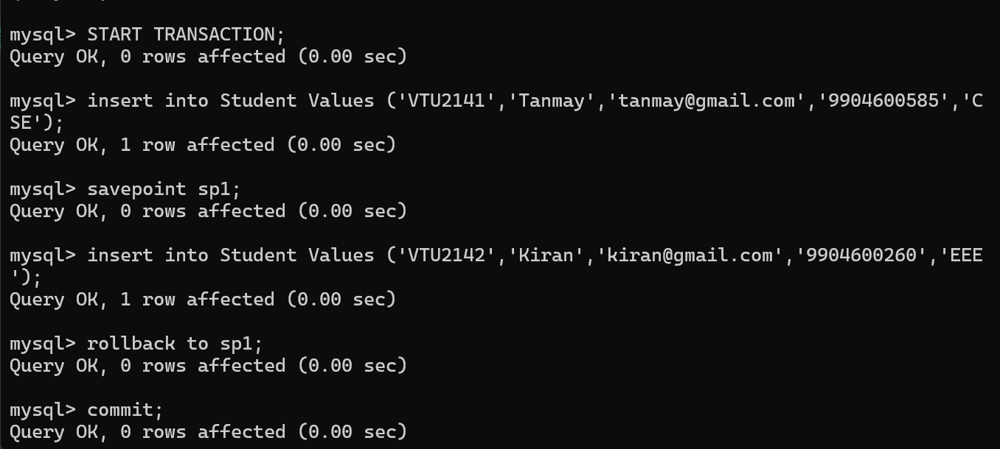 mysql> START TRANSACTION;
Query OK, 0 rows affected (0.00 sec)
mysql> insert into Student Values ('VTU2141','Tanmay','tanmay@gmail.com','9904600585','C
SE');
Query OK, 1 row affected (0.00 sec)
mysql> savepoint sp1;
Query OK, 0 rows affected (0.00 sec)
mysql> insert into Student Values ('VTU2142','Kiran','kiran@gmail.com','9904600260','EEE
');
Query OK, 1 row affected (0.00 sec)
mysql> rollback to sp1;
Query OK, 0 rows affected (0.00 sec)
mysql> commit;
Query OK, 0 rows affected (0.00 sec)